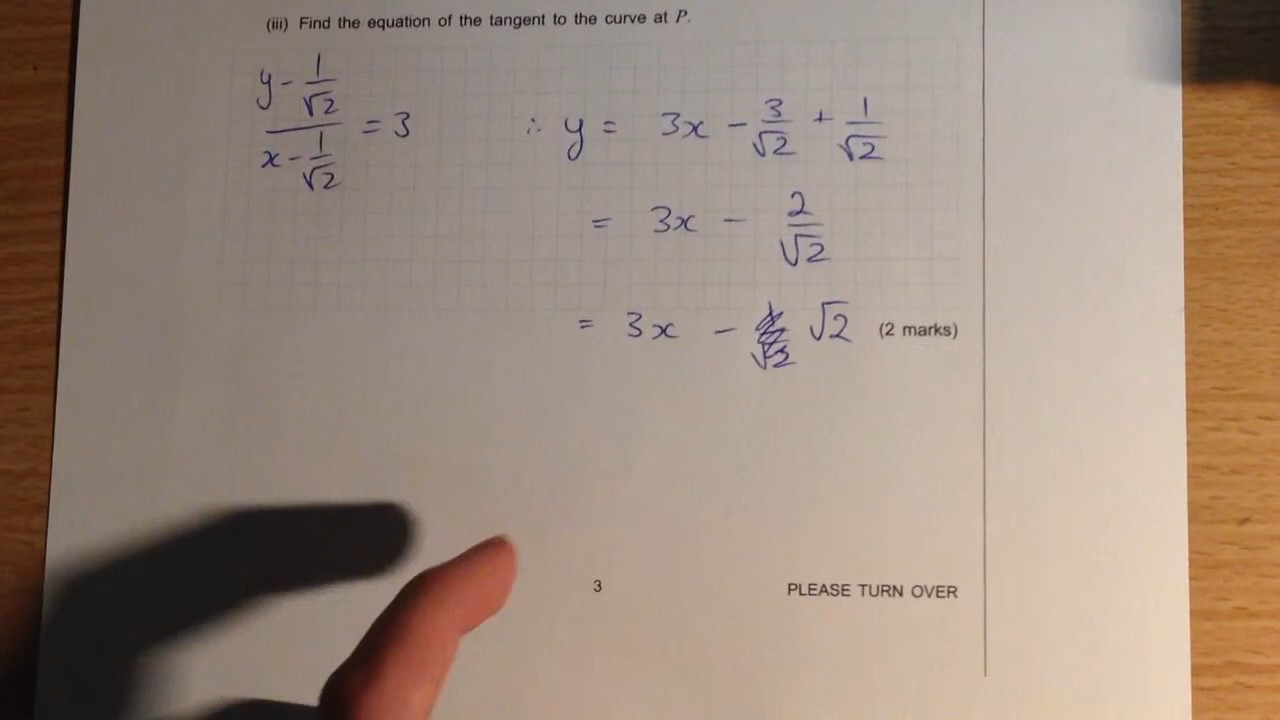 (iii) Find the equation of the tangent to the curve at P.
y - 1/√2 / x - 1/√2 = 3
∴ y = 3x - 3/√2 + 1/√2
= 3x - 2/√2
= 3x - √2 (2 marks)
3 PLEASE TURN OVER